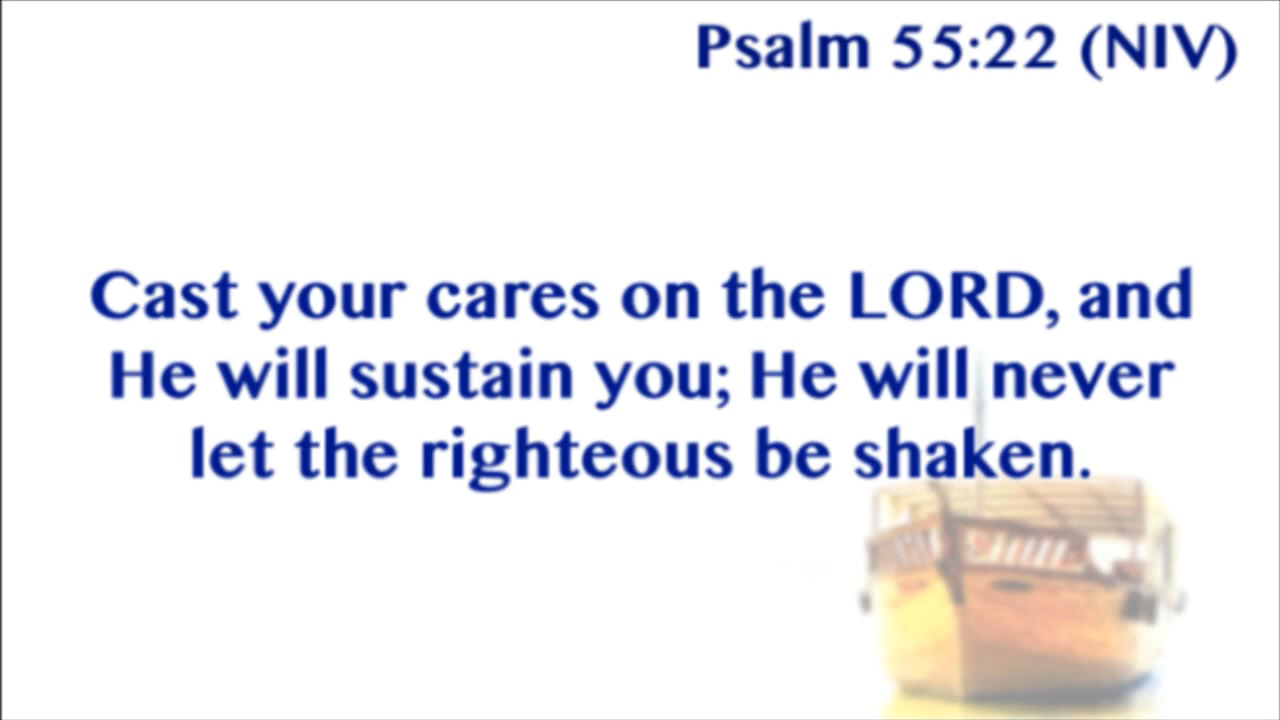 Psalm 55:22 (NIV)
Cast your cares on the LORD, and
He will sustain you; He will never
let the righteous be shaken.